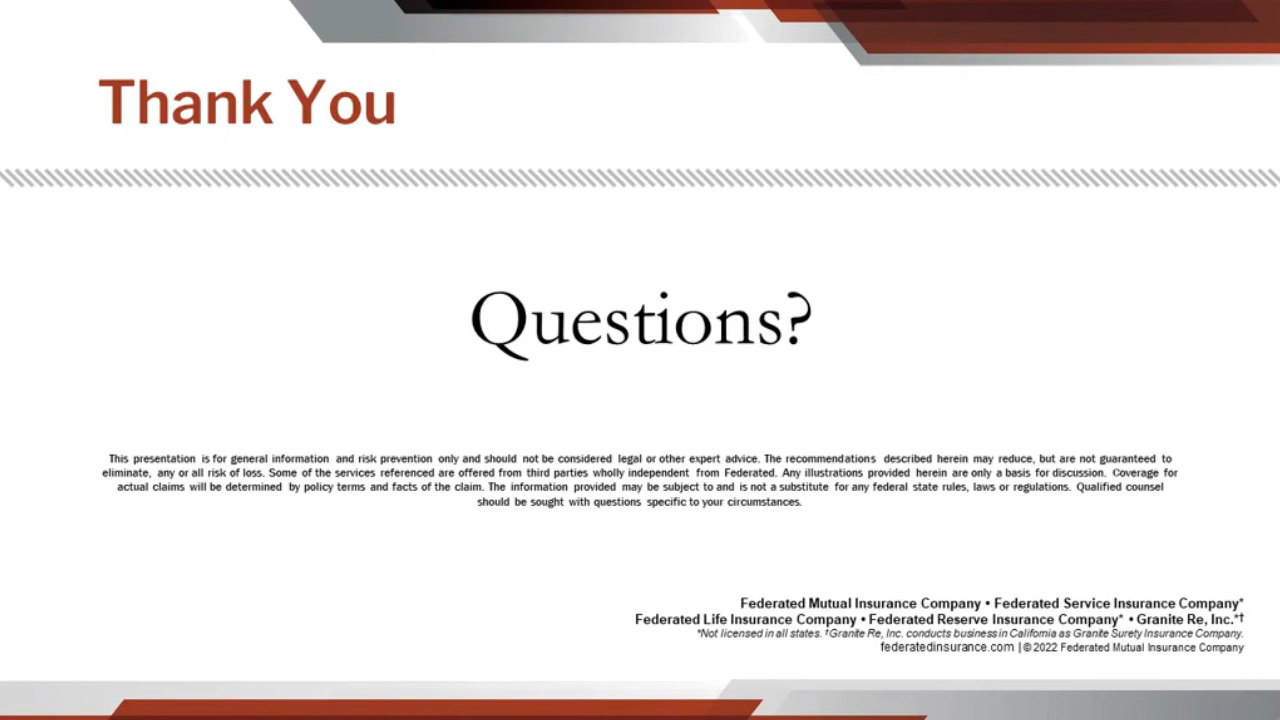 Thank You
Questions?
This presentation is for general information and risk prevention only and should not be considered legal or other expert advice. The recommendations described herein may reduce, but are not guaranteed to
eliminate, any or all risk of loss. Some of the services referenced are offered from third parties wholly independent from Federated. Any illustrations provided herein are only a basis for discussion. Coverage for
actual claims will be determined by policy terms and facts of the claim. The information provided may be subject to and is not a substitute for any federal state rules, laws or regulations. Qualified counsel
should be sought with questions specific to your circumstances.
Federated Mutual Insurance Company • Federated Service Insurance Company*
Federated Life Insurance Company • Federated Reserve Insurance Company* • Granite Re, Inc.*†
*Not licensed in all states. †Granite Re, Inc. conducts business in California as Granite Surety Insurance Company.
federatedinsurance.com | © 2022 Federated Mutual Insurance Company